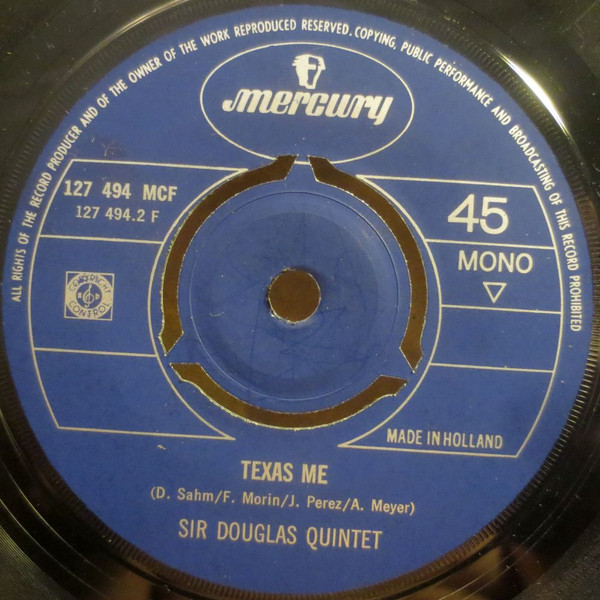 ALL RIGHTS OF THE RECORD PRODUCER AND OF THE OWNER OF THE WORK REPRODUCED RESERVED. COPYING, PUBLIC PERFORMANCE AND BROADCASTING OF THIS RECORD PROHIBITED
mercury
127 494 MCF
127 494.2 F
45
MONO
COPYRIGHT
CONTROL
MADE IN HOLLAND
TEXAS ME
(D. Sahm/F. Morin/J. Perez/A. Meyer)
SIR DOUGLAS QUINTET